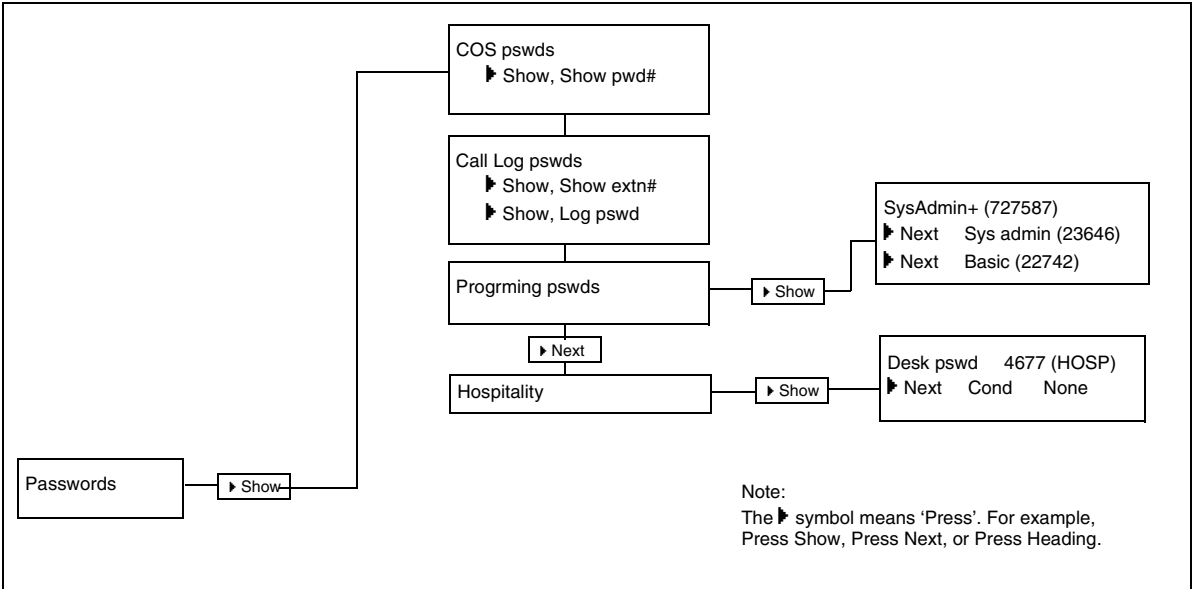 COS pswds
Show, Show pwd#
Call Log pswds
Show, Show extn#
Show, Log pswd
SysAdmin+ (727587)
Next Sys admin (23646)
Next Basic (22742)
Progrming pswds
Show
Next
Desk pswd 4677 (HOSP)
Next Cond None
Hospitality
Show
Passwords
Show
Note:
The symbol means ‘Press’. For example,
Press Show, Press Next, or Press Heading.